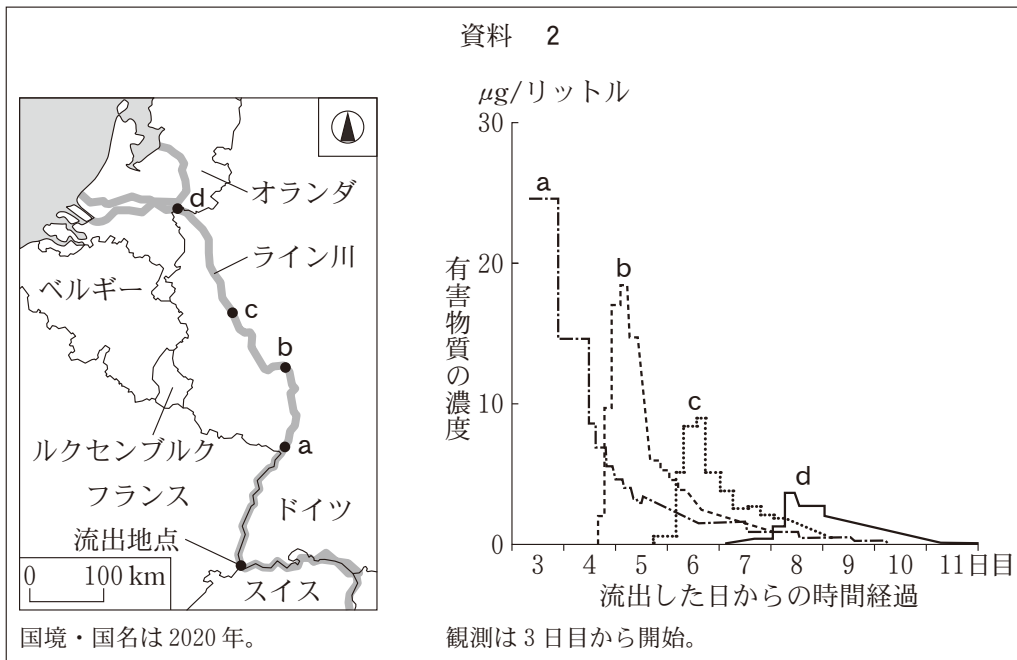 資料 2
オランダ
d
ライン川
ベルギー
c
b
ルクセンブルク
a
フランス
ドイツ
流出地点
0 100 km
スイス
国境・国名は 2020 年。
μg/リットル
30
20
10
0
有害物質の濃度
a
b
c
d
3 4 5 6 7 8 9 10 11日目
流出した日からの時間経過
観測は 3 日目から開始。